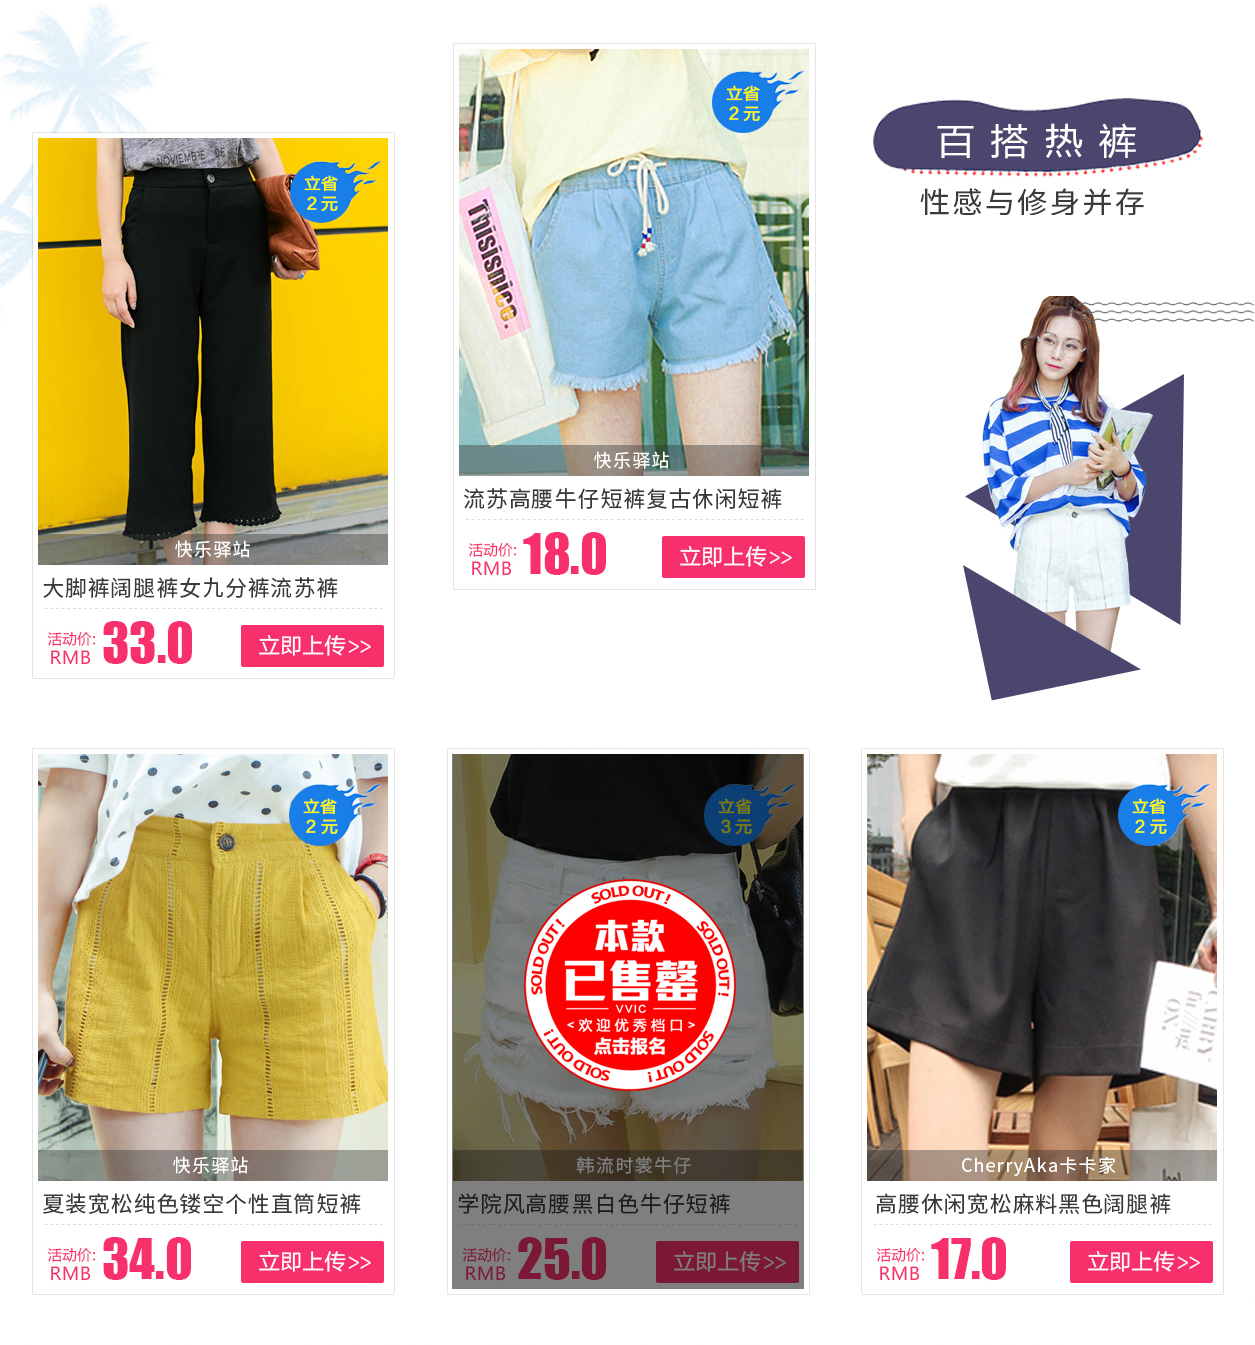 百搭热裤
性感与修身并存
NOVIEMBRE DE
立省
2元
快乐驿站
大脚裤阔腿裤女九分裤流苏裤
活动价:
RMB
33.0
立即上传>>
立省
2元
Thisisnice.
快乐驿站
流苏高腰牛仔短裤复古休闲短裤
活动价:
RMB
18.0
立即上传>>
立省
2元
快乐驿站
夏装宽松纯色镂空个性直筒短裤
活动价:
RMB
34.0
立即上传>>
立省
3元
SOLD OUT!
SOLD OUT!
SOLD OUT!
SOLD OUT!
SOLD OUT!
SOLD OUT!
本款
已售罄
VVIC
<欢迎优秀档口>
点击报名
韩流时裳牛仔
学院风高腰黑白色牛仔短裤
活动价:
RMB
25.0
立即上传>>
立省
2元
CherryAka卡卡家
高腰休闲宽松麻料黑色阔腿裤
活动价:
RMB
17.0
立即上传>>